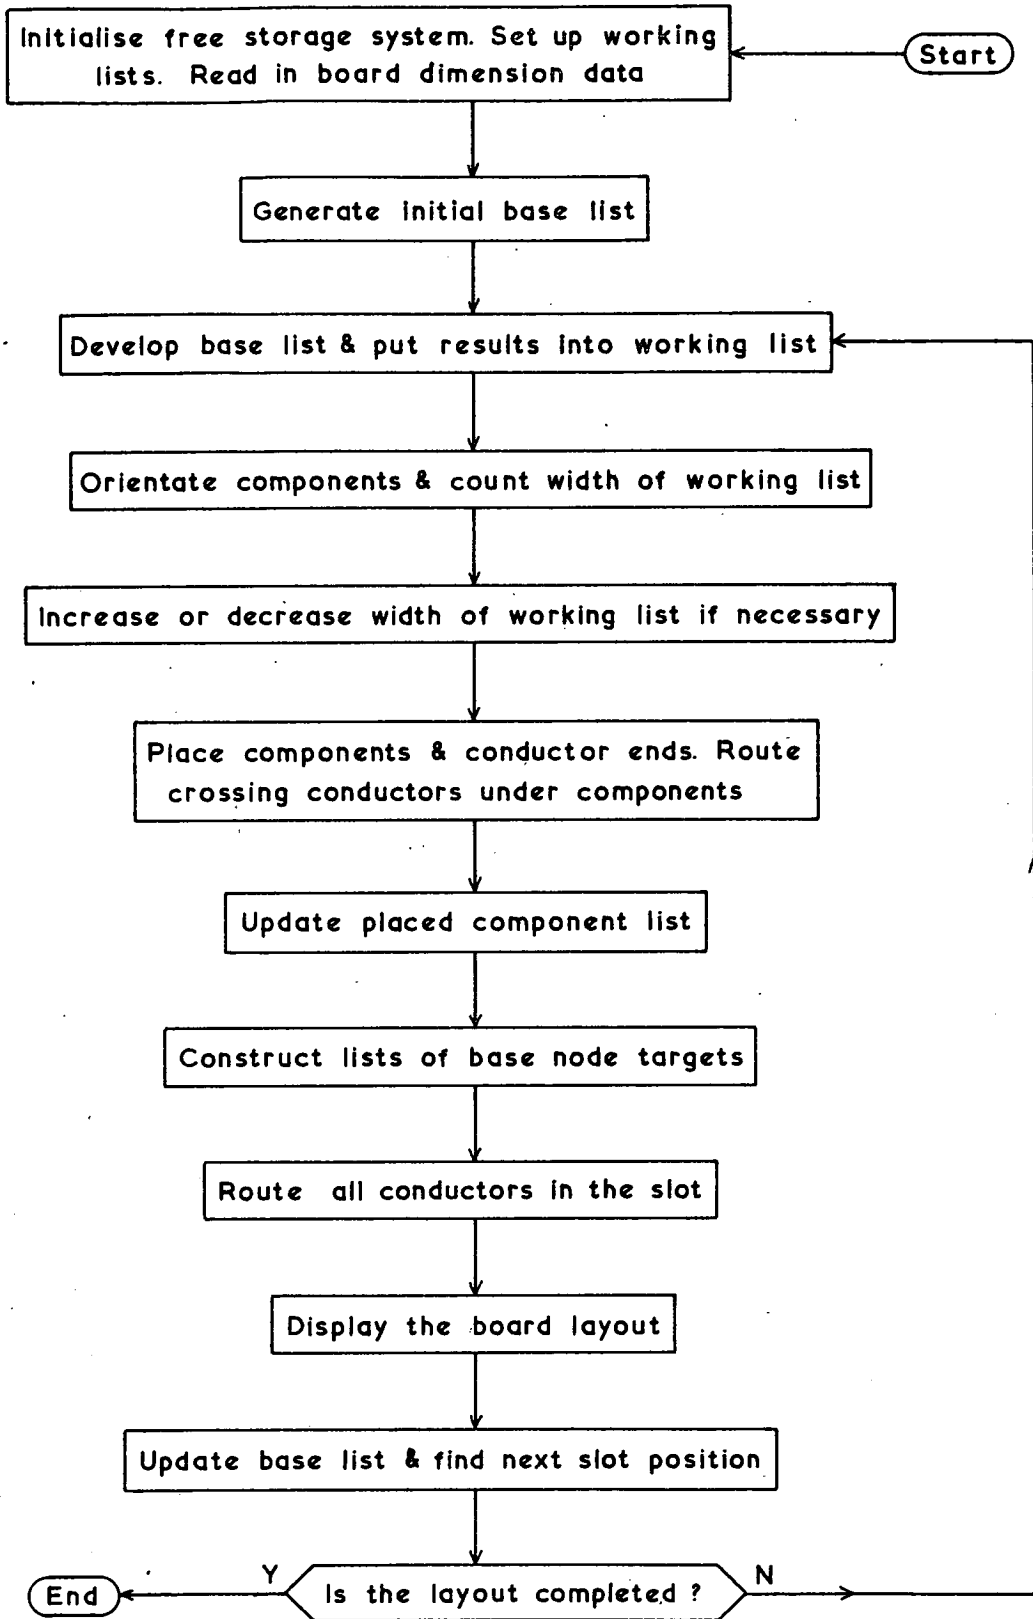 Initialise free storage system. Set up working
lists. Read in board dimension data
Start
Generate initial base list
Develop base list & put results into working list
Orientate components & count width of working list
Increase or decrease width of working list if necessary
Place components & conductor ends. Route
crossing conductors under components
Update placed component list
Construct lists of base node targets
Route all conductors in the slot
Display the board layout
Update base list & find next slot position
Y
N
End
Is the layout completed ?